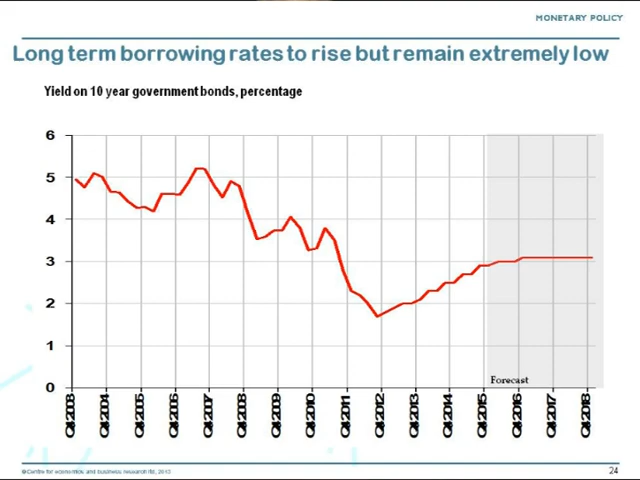 MONETARY POLICY
Long term borrowing rates to rise but remain extremely low
Yield on 10 year government bonds, percentage
6
5
4
3
2
1
0
Forecast
Q4 2003
Q4 2004
Q4 2005
Q4 2006
Q4 2007
Q4 2008
Q4 2009
Q4 2010
Q4 2011
Q4 2012
Q4 2013
Q4 2014
Q4 2015
Q4 2016
Q4 2017
Q4 2018
© Centre for economics and business research ltd, 2013
24